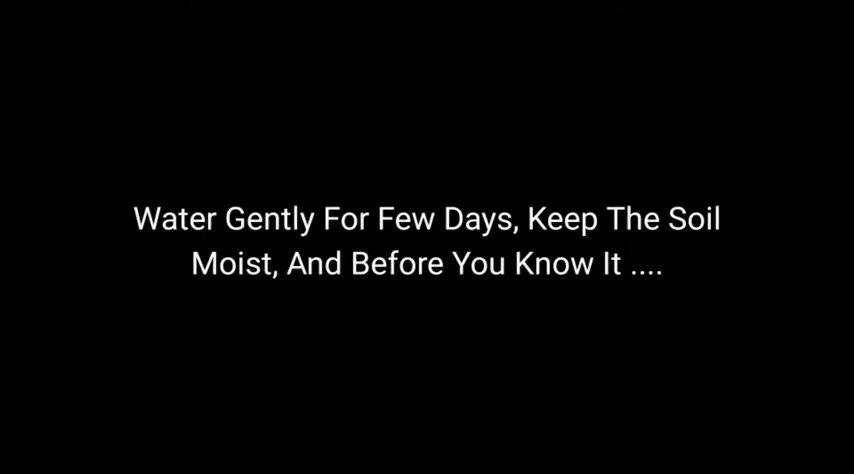 Water Gently For Few Days, Keep The Soil
Moist, And Before You Know It ....